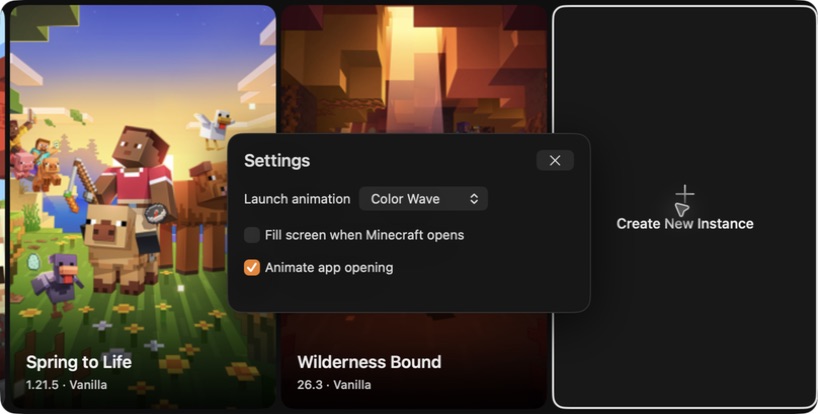 Settings
Launch animation Color Wave
Fill screen when Minecraft opens
Animate app opening
Create New Instance
Spring to Life
1.21.5 · Vanilla
Wilderness Bound
26.3 · Vanilla